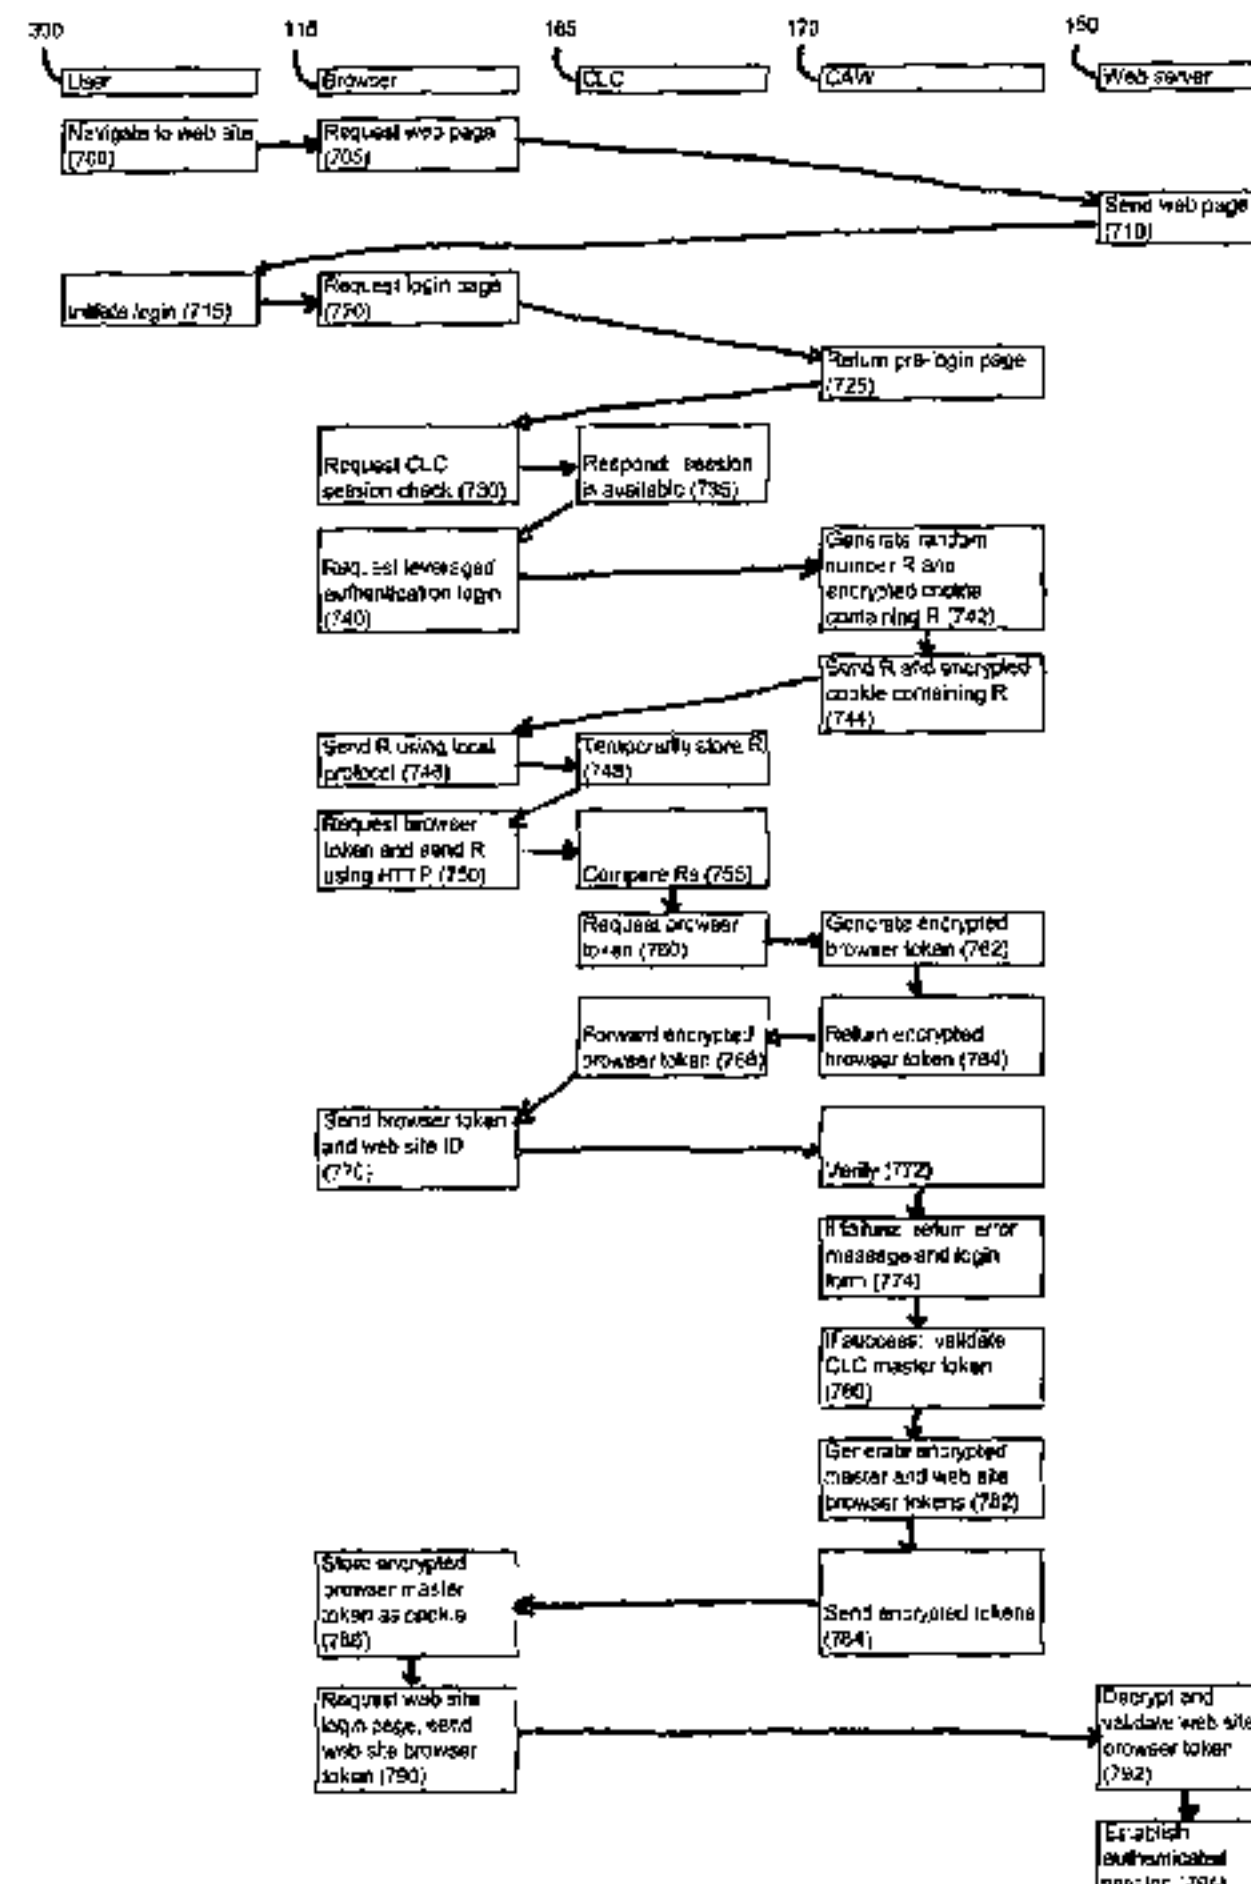 300 115 165 170 150
User Browser CLC CAW Web server
Navigate to web site
(700)
Request web page
(705)
Send web page
(710)
Initiate login (715)
Request login page
(720)
Return pre-login page
(725)
Request CLC
session check (730)
Respond: session
is available (735)
Request leveraged
authentication login
(740)
Generate random
number R and
encrypted cookie
containing R (742)
Send R and encrypted
cookie containing R
(744)
Send R using local
protocol (746)
Temporarily store R
(748)
Request browser
token and send R
using HTTP (750)
Compare Rs (755)
Request browser
token (760)
Generate encrypted
browser token (762)
Return encrypted
browser token (764)
Forward encrypted
browser token (766)
Send browser token
and web site ID
(770)
Verify (772)
If failure: return error
message and login
form (774)
If success: validate
CLC master token
(780)
Generate encrypted
master and web site
browser tokens (782)
Send encrypted tokens
(784)
Store encrypted
browser master
token as cookie
(786)
Request web site
login page, send
web site browser
token (790)
Decrypt and
validate web site
browser token
(792)
Establish
authenticated